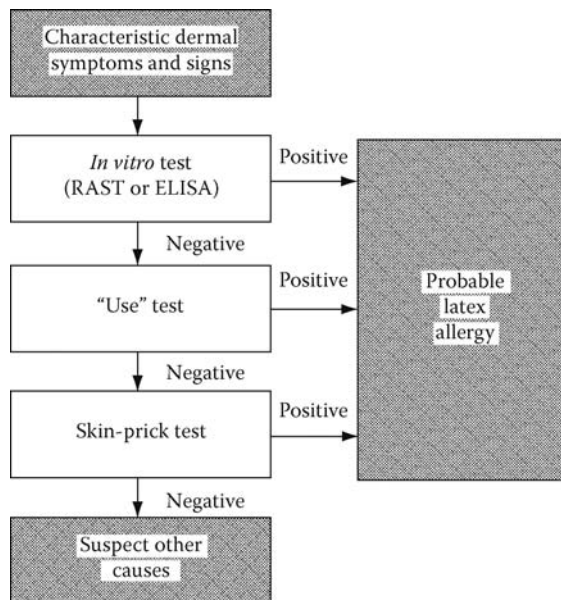 Characteristic dermal
symptoms and signs
In vitro test
(RAST or ELISA)
Positive
Negative
“Use” test
Positive
Probable
latex
allergy
Negative
Skin-prick test
Positive
Negative
Suspect other
causes